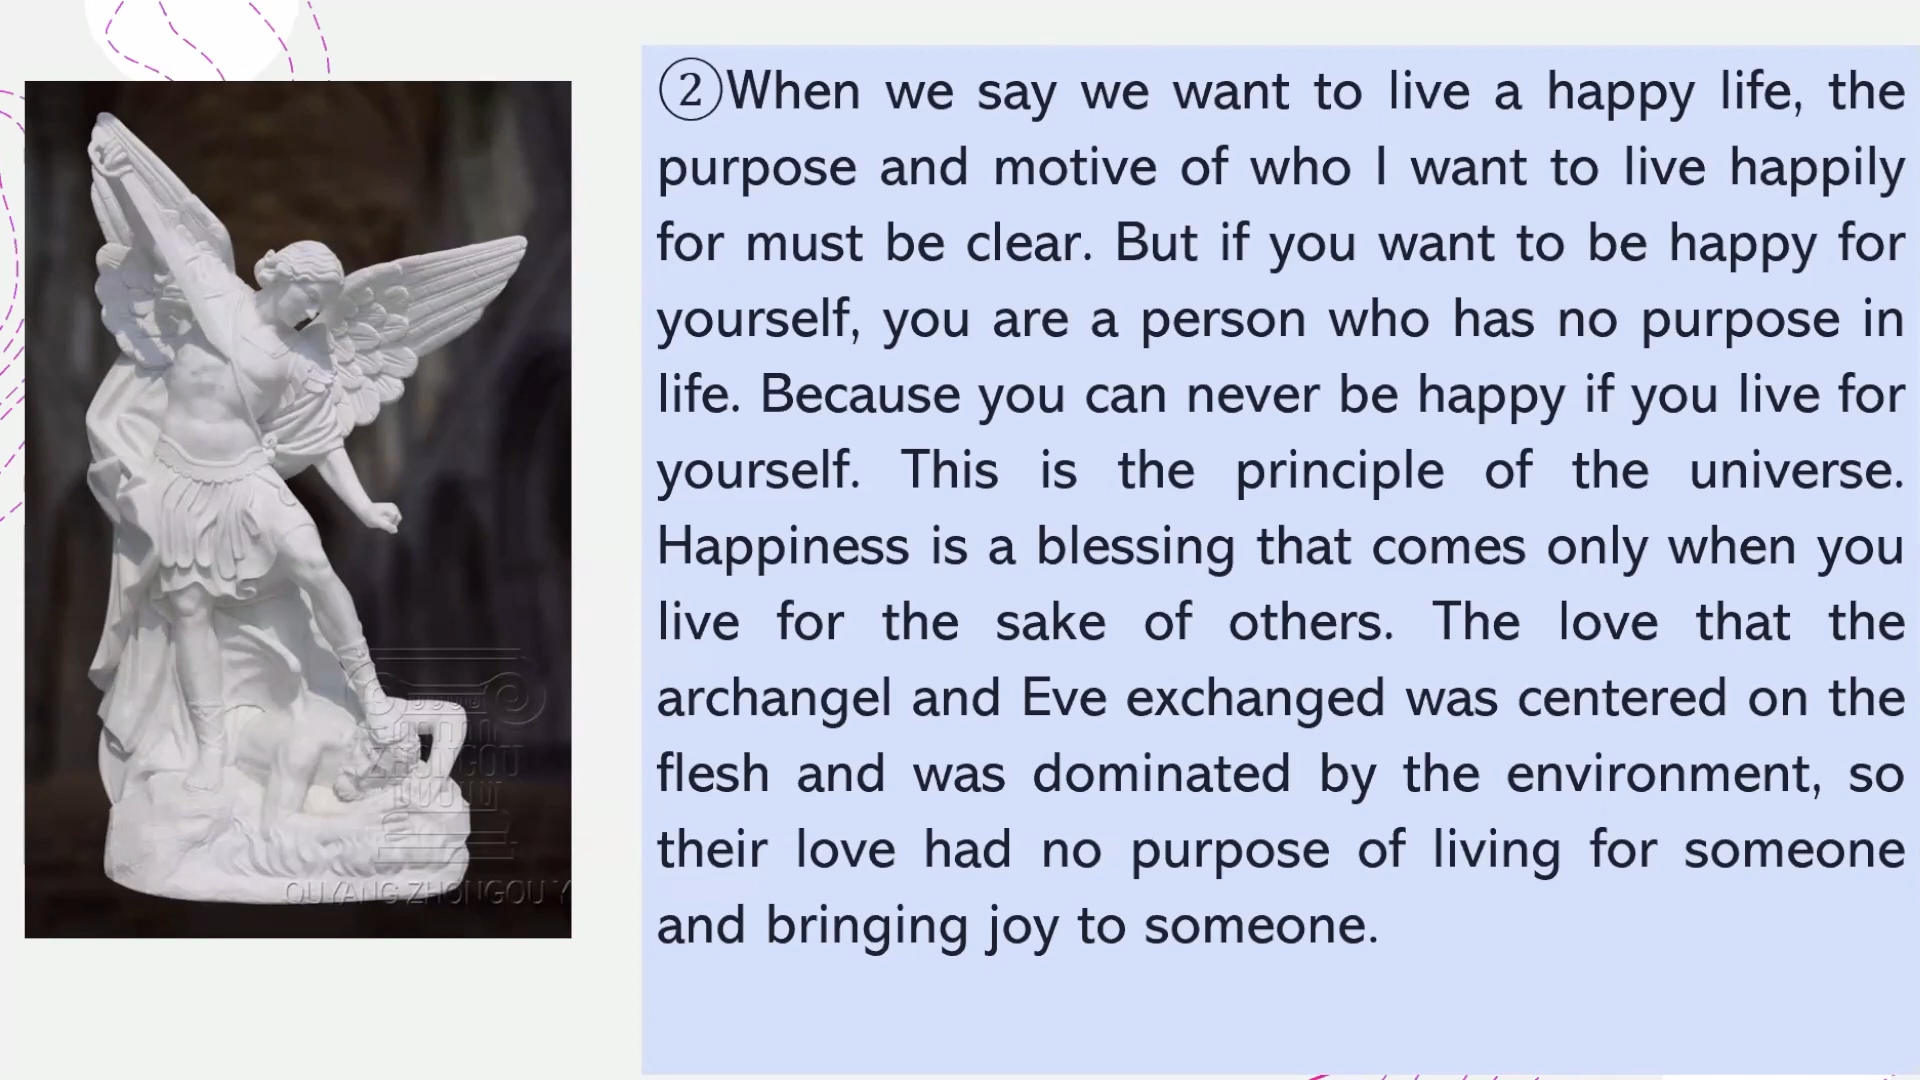 ②When we say we want to live a happy life, the
purpose and motive of who I want to live happily
for must be clear. But if you want to be happy for
yourself, you are a person who has no purpose in
life. Because you can never be happy if you live for
yourself. This is the principle of the universe.
Happiness is a blessing that comes only when you
live for the sake of others. The love that the
archangel and Eve exchanged was centered on the
flesh and was dominated by the environment, so
their love had no purpose of living for someone
and bringing joy to someone.
ZHONGOU
QUYANG ZHONGOU Y